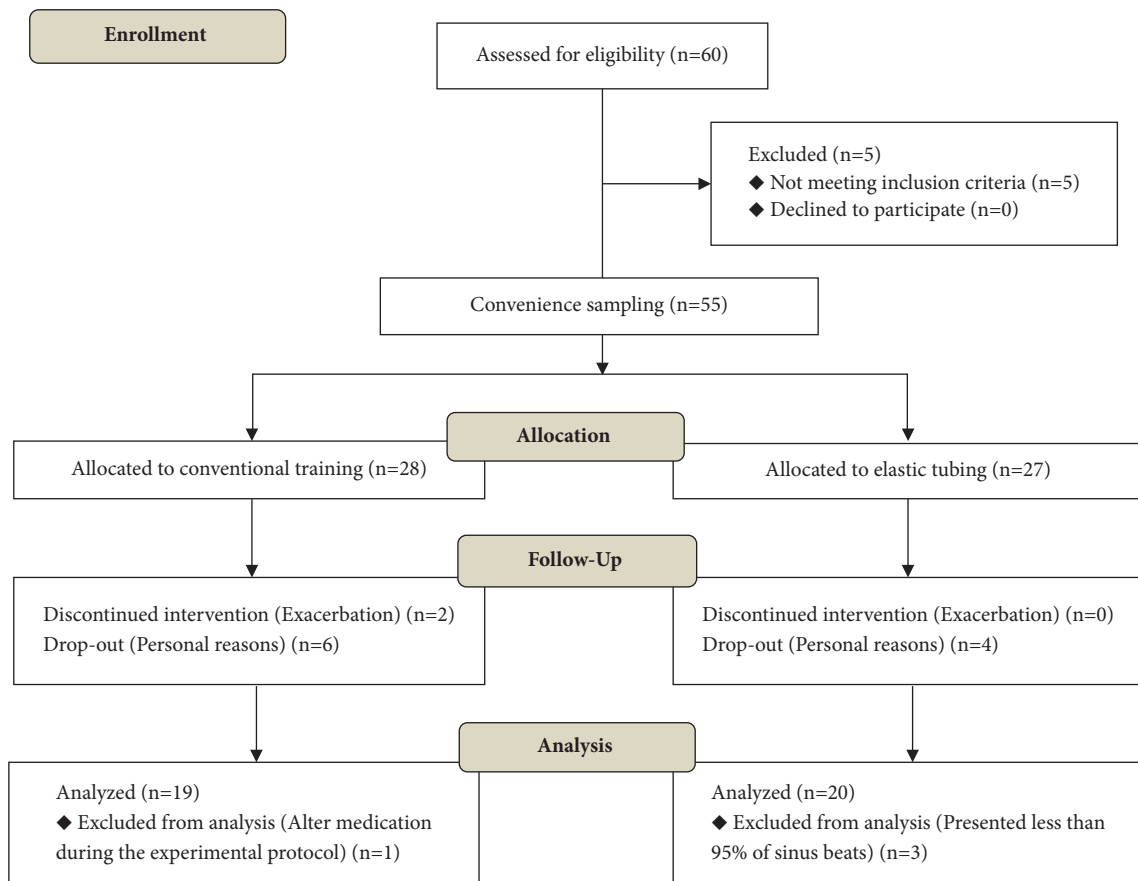 Enrollment
Assessed for eligibility (n=60)
Excluded (n=5)
◆ Not meeting inclusion criteria (n=5)
◆ Declined to participate (n=0)
Convenience sampling (n=55)
Allocation
Allocated to conventional training (n=28)
Allocated to elastic tubing (n=27)
Follow-Up
Discontinued intervention (Exacerbation) (n=2)
Drop-out (Personal reasons) (n=6)
Discontinued intervention (Exacerbation) (n=0)
Drop-out (Personal reasons) (n=4)
Analysis
Analyzed (n=19)
◆ Excluded from analysis (Alter medication
during the experimental protocol) (n=1)
Analyzed (n=20)
◆ Excluded from analysis (Presented less than
95% of sinus beats) (n=3)